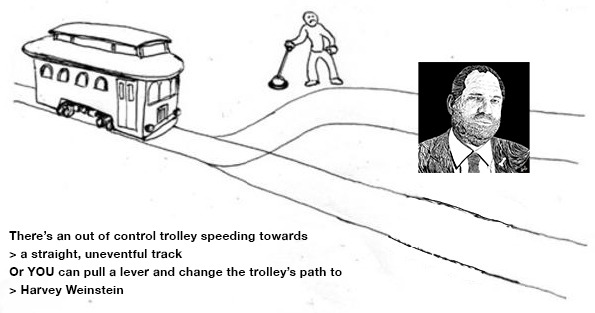 There's an out of control trolley speeding towards
> a straight, uneventful track
Or YOU can pull a lever and change the trolley's path to
> Harvey Weinstein